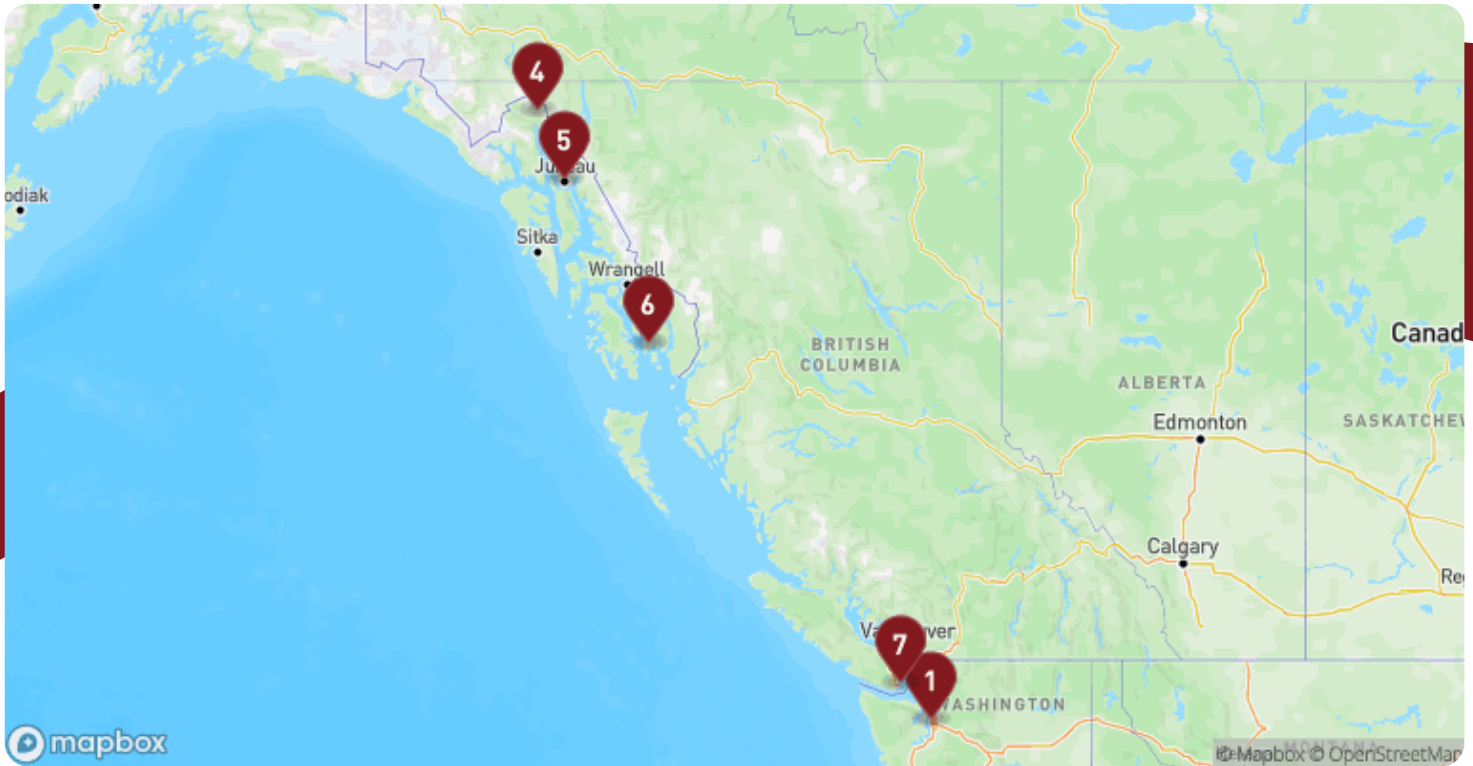 4
5
odiak
Sitka
Wrangell
6
BRITISH
COLUMBIA
Canad
ALBERTA
Edmonton
SASKATCHEW
Calgary
Re
7
1
WASHINGTON
mapbox
© Mapbox © OpenStreetMap